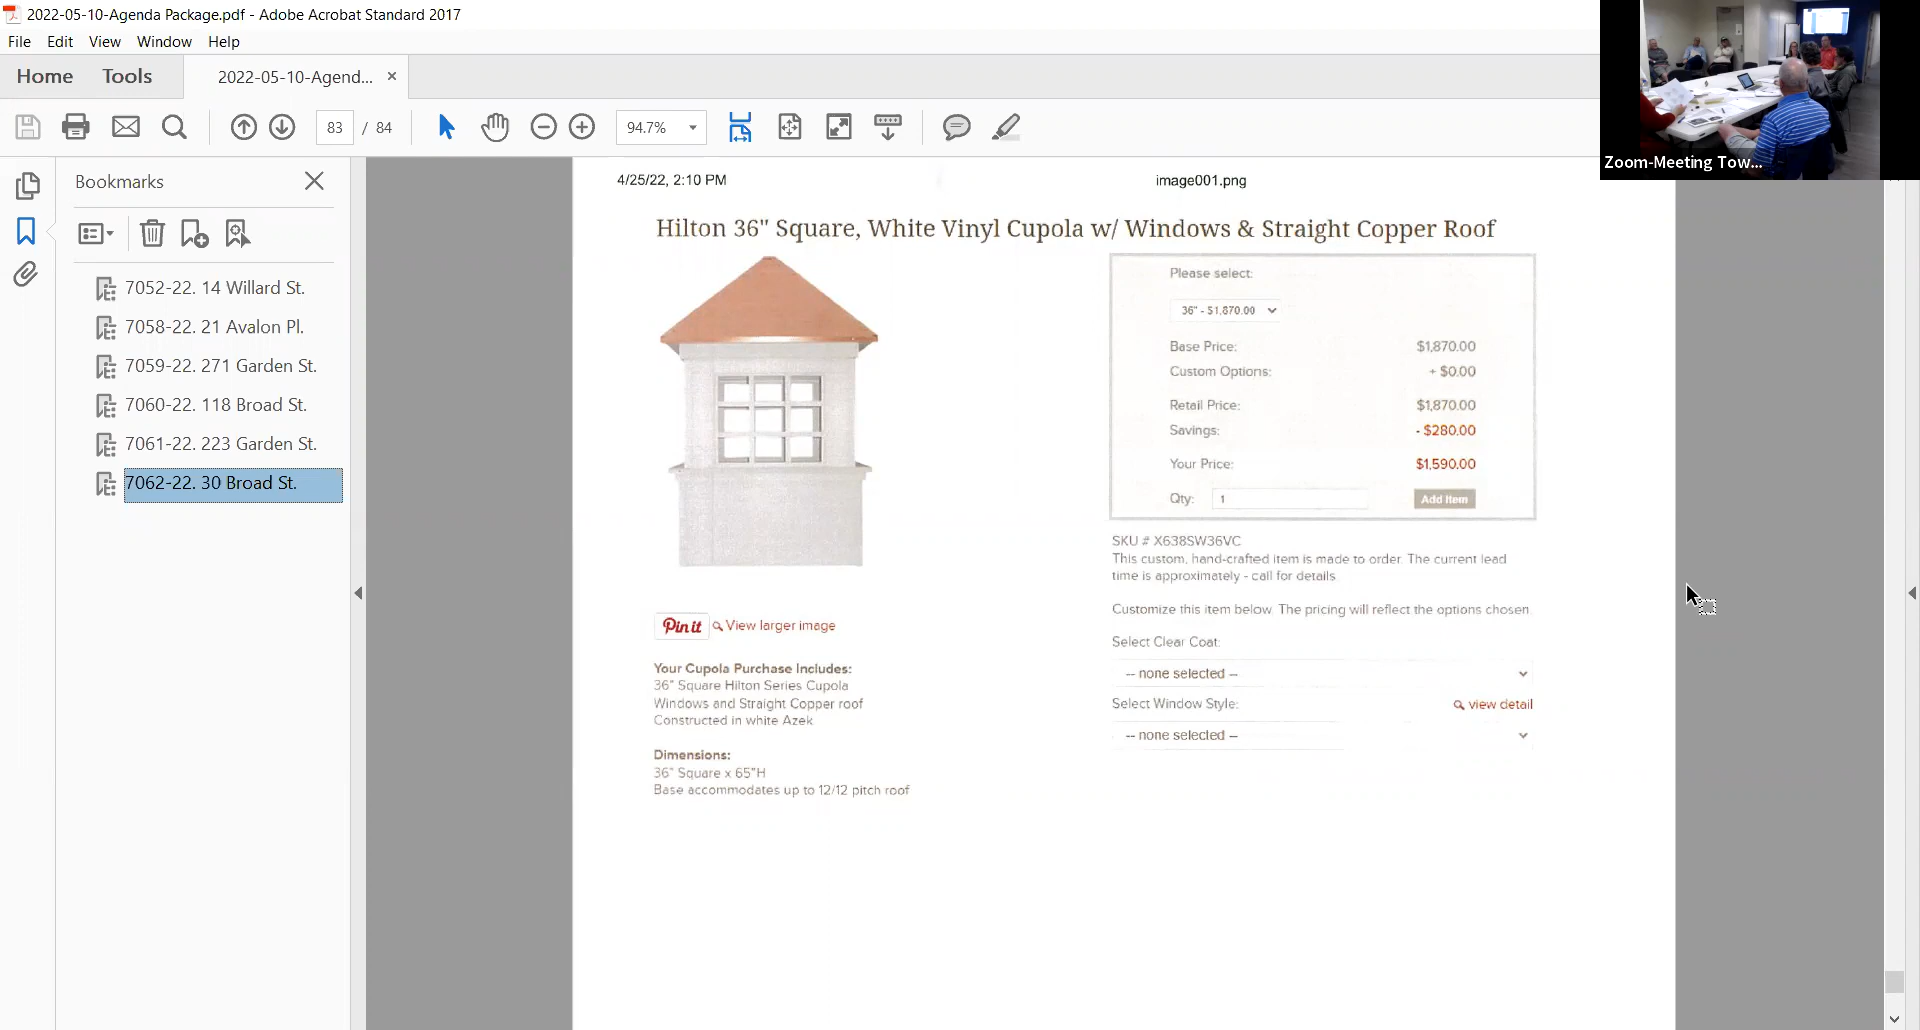 2022-05-10-Agenda Package.pdf - Adobe Acrobat Standard 2017
File Edit View Window Help
Home Tools 2022-05-10-Agend... ×
83 / 84 94.7%
Zoom-Meeting Tow...
Bookmarks
7052-22. 14 Willard St.
7058-22. 21 Avalon Pl.
7059-22. 271 Garden St.
7060-22. 118 Broad St.
7061-22. 223 Garden St.
7062-22. 30 Broad St.
4/25/22, 2:10 PM image001.png
Hilton 36" Square, White Vinyl Cupola w/ Windows & Straight Copper Roof
Please select:
36" - $1,870.00
Base Price: $1,870.00
Custom Options: + $0.00
Retail Price: $1,870.00
Savings: - $280.00
Your Price: $1,590.00
Qty: 1 Add Item
SKU # X638SW36VC
This custom, hand-crafted item is made to order. The current lead
time is approximately - call for details.
Customize this item below. The pricing will reflect the options chosen.
Select Clear Coat:
-- none selected --
Select Window Style: view detail
-- none selected --
Pin it View larger image
Your Cupola Purchase Includes:
36" Square Hilton Series Cupola
Windows and Straight Copper roof
Constructed in white Azek
Dimensions:
36" Square x 65"H
Base accommodates up to 12/12 pitch roof